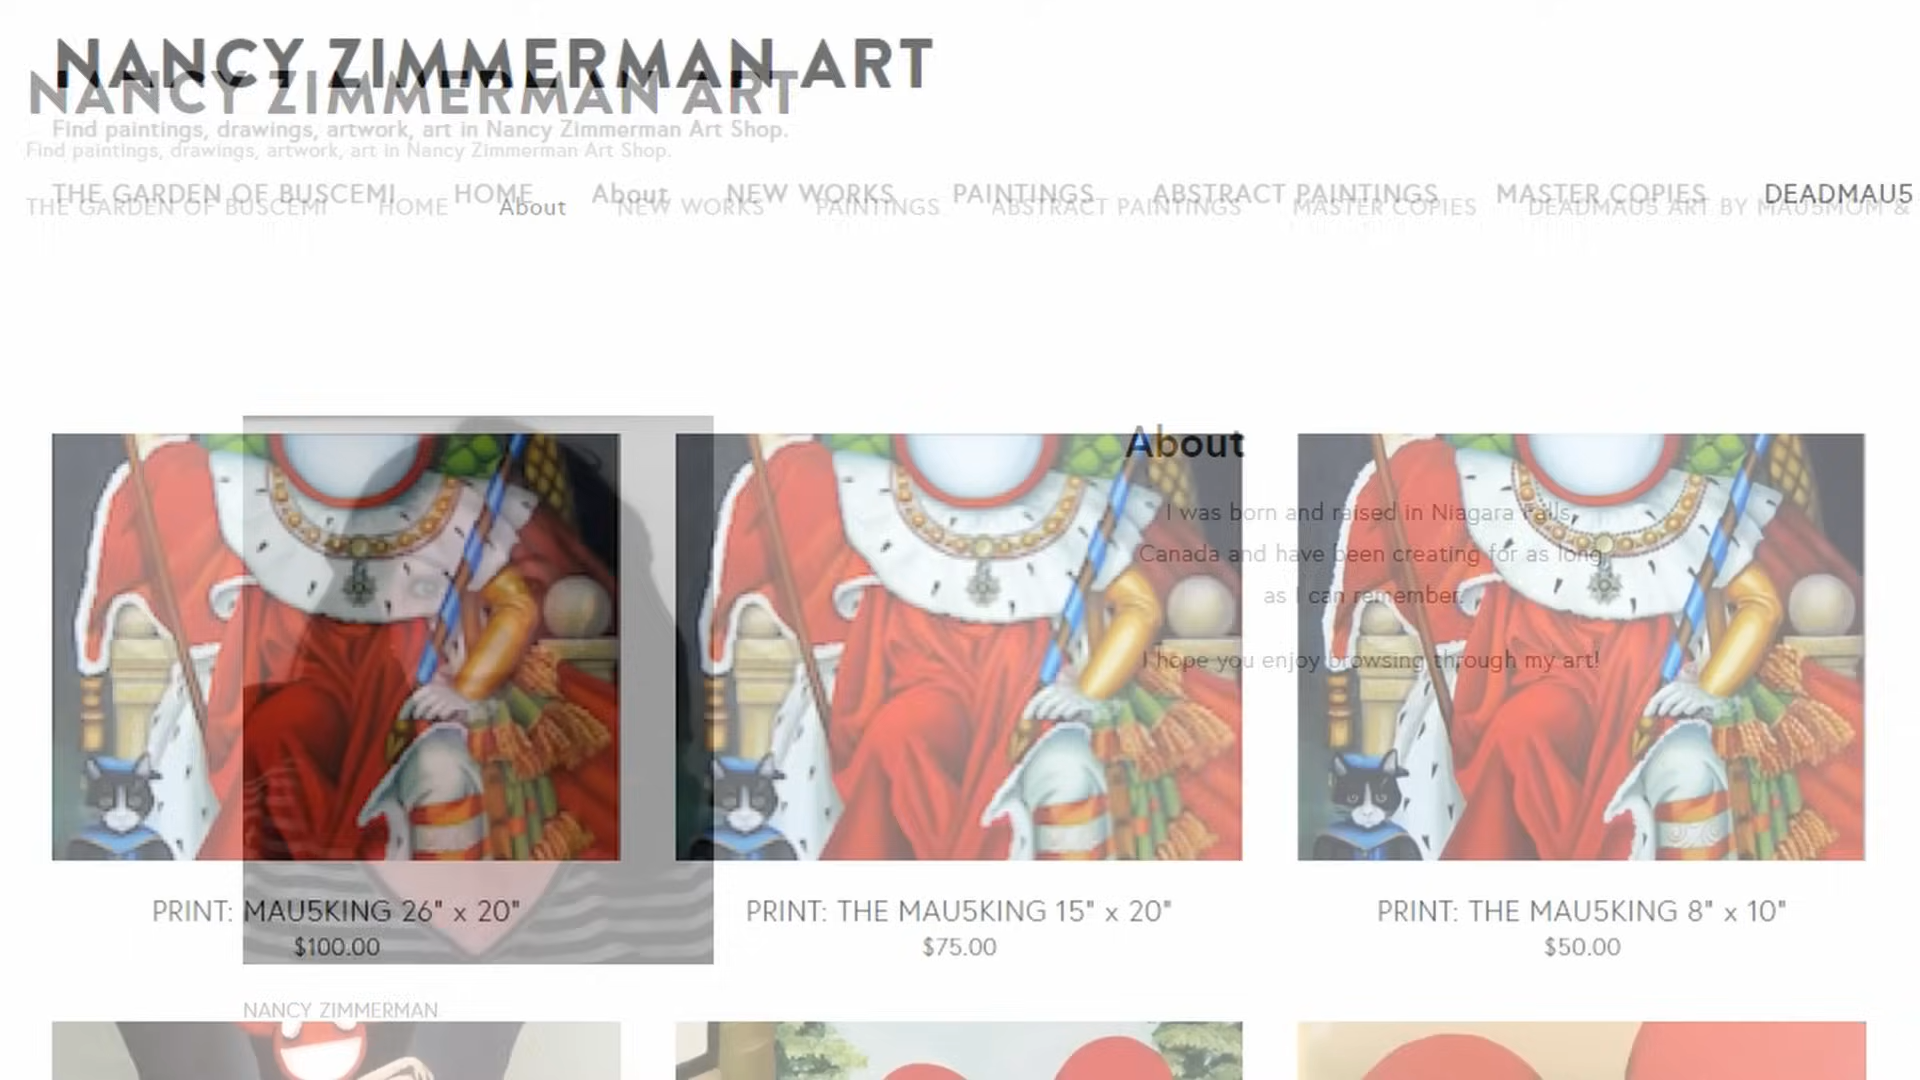 NANCY ZIMMERMAN ART
NANCY ZIMMERMAN ART
Find paintings, drawings, artwork, art in Nancy Zimmerman Art Shop.
Find paintings, drawings, artwork, art in Nancy Zimmerman Art Shop.
THE GARDEN OF BUSCEMI HOME About NEW WORKS PAINTINGS ABSTRACT PAINTINGS MASTER COPIES DEADMAU5
THE GARDEN OF BUSCEMI HOME About NEW WORKS PAINTINGS ABSTRACT PAINTINGS MASTER COPIES DEADMAU5 ART BY MAU5MOM &
About
I was born and raised in Niagara Falls,
Canada and have been creating for as long
as I can remember.
I hope you enjoy browsing through my art!
PRINT: MAU5KING 26" x 20"
$100.00
PRINT: THE MAU5KING 15" x 20"
$75.00
PRINT: THE MAU5KING 8" x 10"
$50.00
NANCY ZIMMERMAN